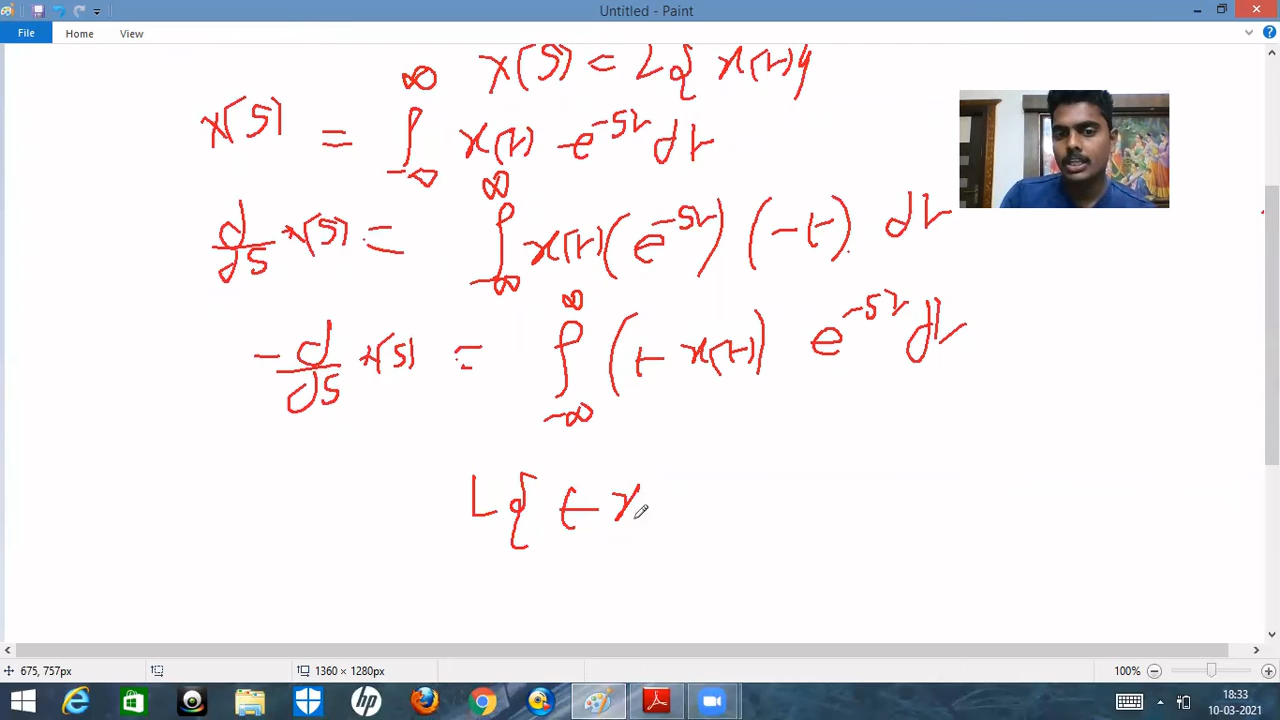 Untitled - Paint
File Home View
X(S) = L{x(t)}
X(S) = ∫_{-∞}^{∞} x(t) e^{-st} dt
d/ds X(S) = ∫_{-∞}^{∞} x(t) (e^{-st}) (-t) dt
-d/ds X(S) = ∫_{-∞}^{∞} (t x(t)) e^{-st} dt
L{ t x
675, 757px 1360 × 1280px 100%
18:33
10-03-2021